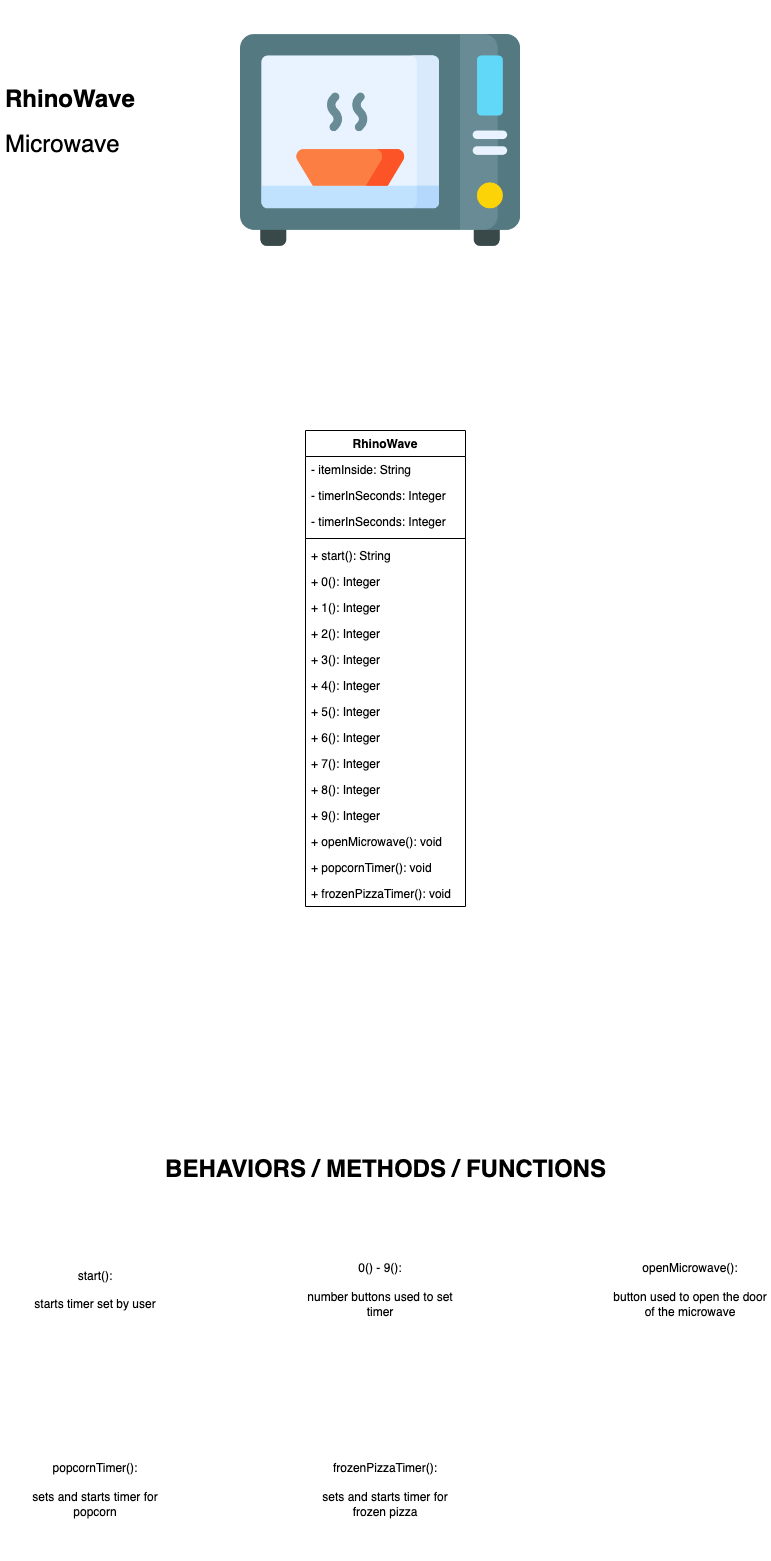 RhinoWave
Microwave
RhinoWave
- itemInside: String
- timerInSeconds: Integer
- timerInSeconds: Integer
+ start(): String
+ 0(): Integer
+ 1(): Integer
+ 2(): Integer
+ 3(): Integer
+ 4(): Integer
+ 5(): Integer
+ 6(): Integer
+ 7(): Integer
+ 8(): Integer
+ 9(): Integer
+ openMicrowave(): void
+ popcornTimer(): void
+ frozenPizzaTimer(): void
BEHAVIORS / METHODS / FUNCTIONS
start():
starts timer set by user
0() - 9():
number buttons used to set
timer
openMicrowave():
button used to open the door
of the microwave
popcornTimer():
sets and starts timer for
popcorn
frozenPizzaTimer():
sets and starts timer for
frozen pizza